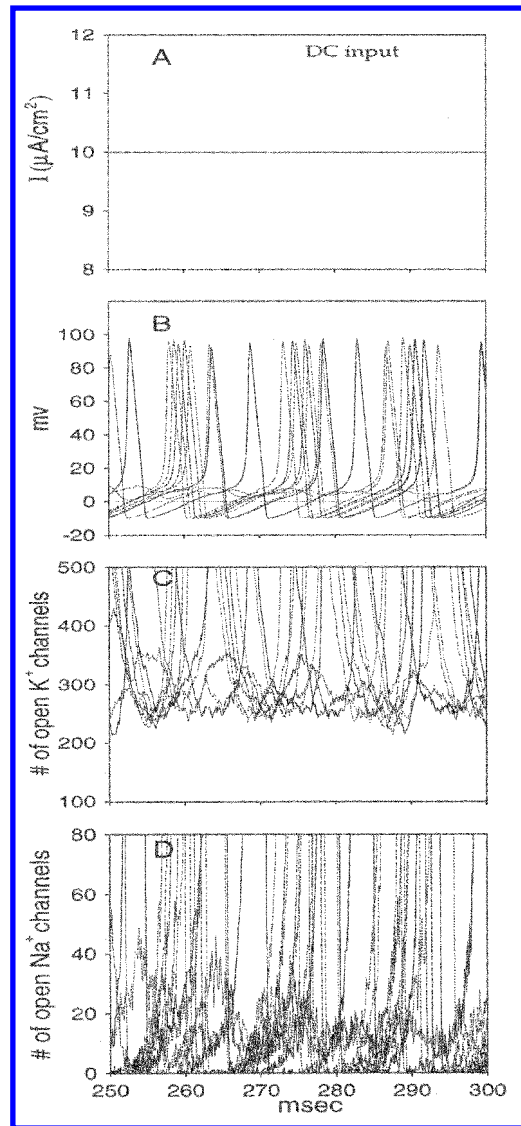 A
DC input
I (µA/cm²)
12
11
10
9
8
B
mv
100
80
60
40
20
0
-20
C
# of open K⁺ channels
500
400
300
200
100
D
# of open Na⁺ channels
80
60
40
20
0
250 260 270 280 290 300
msec